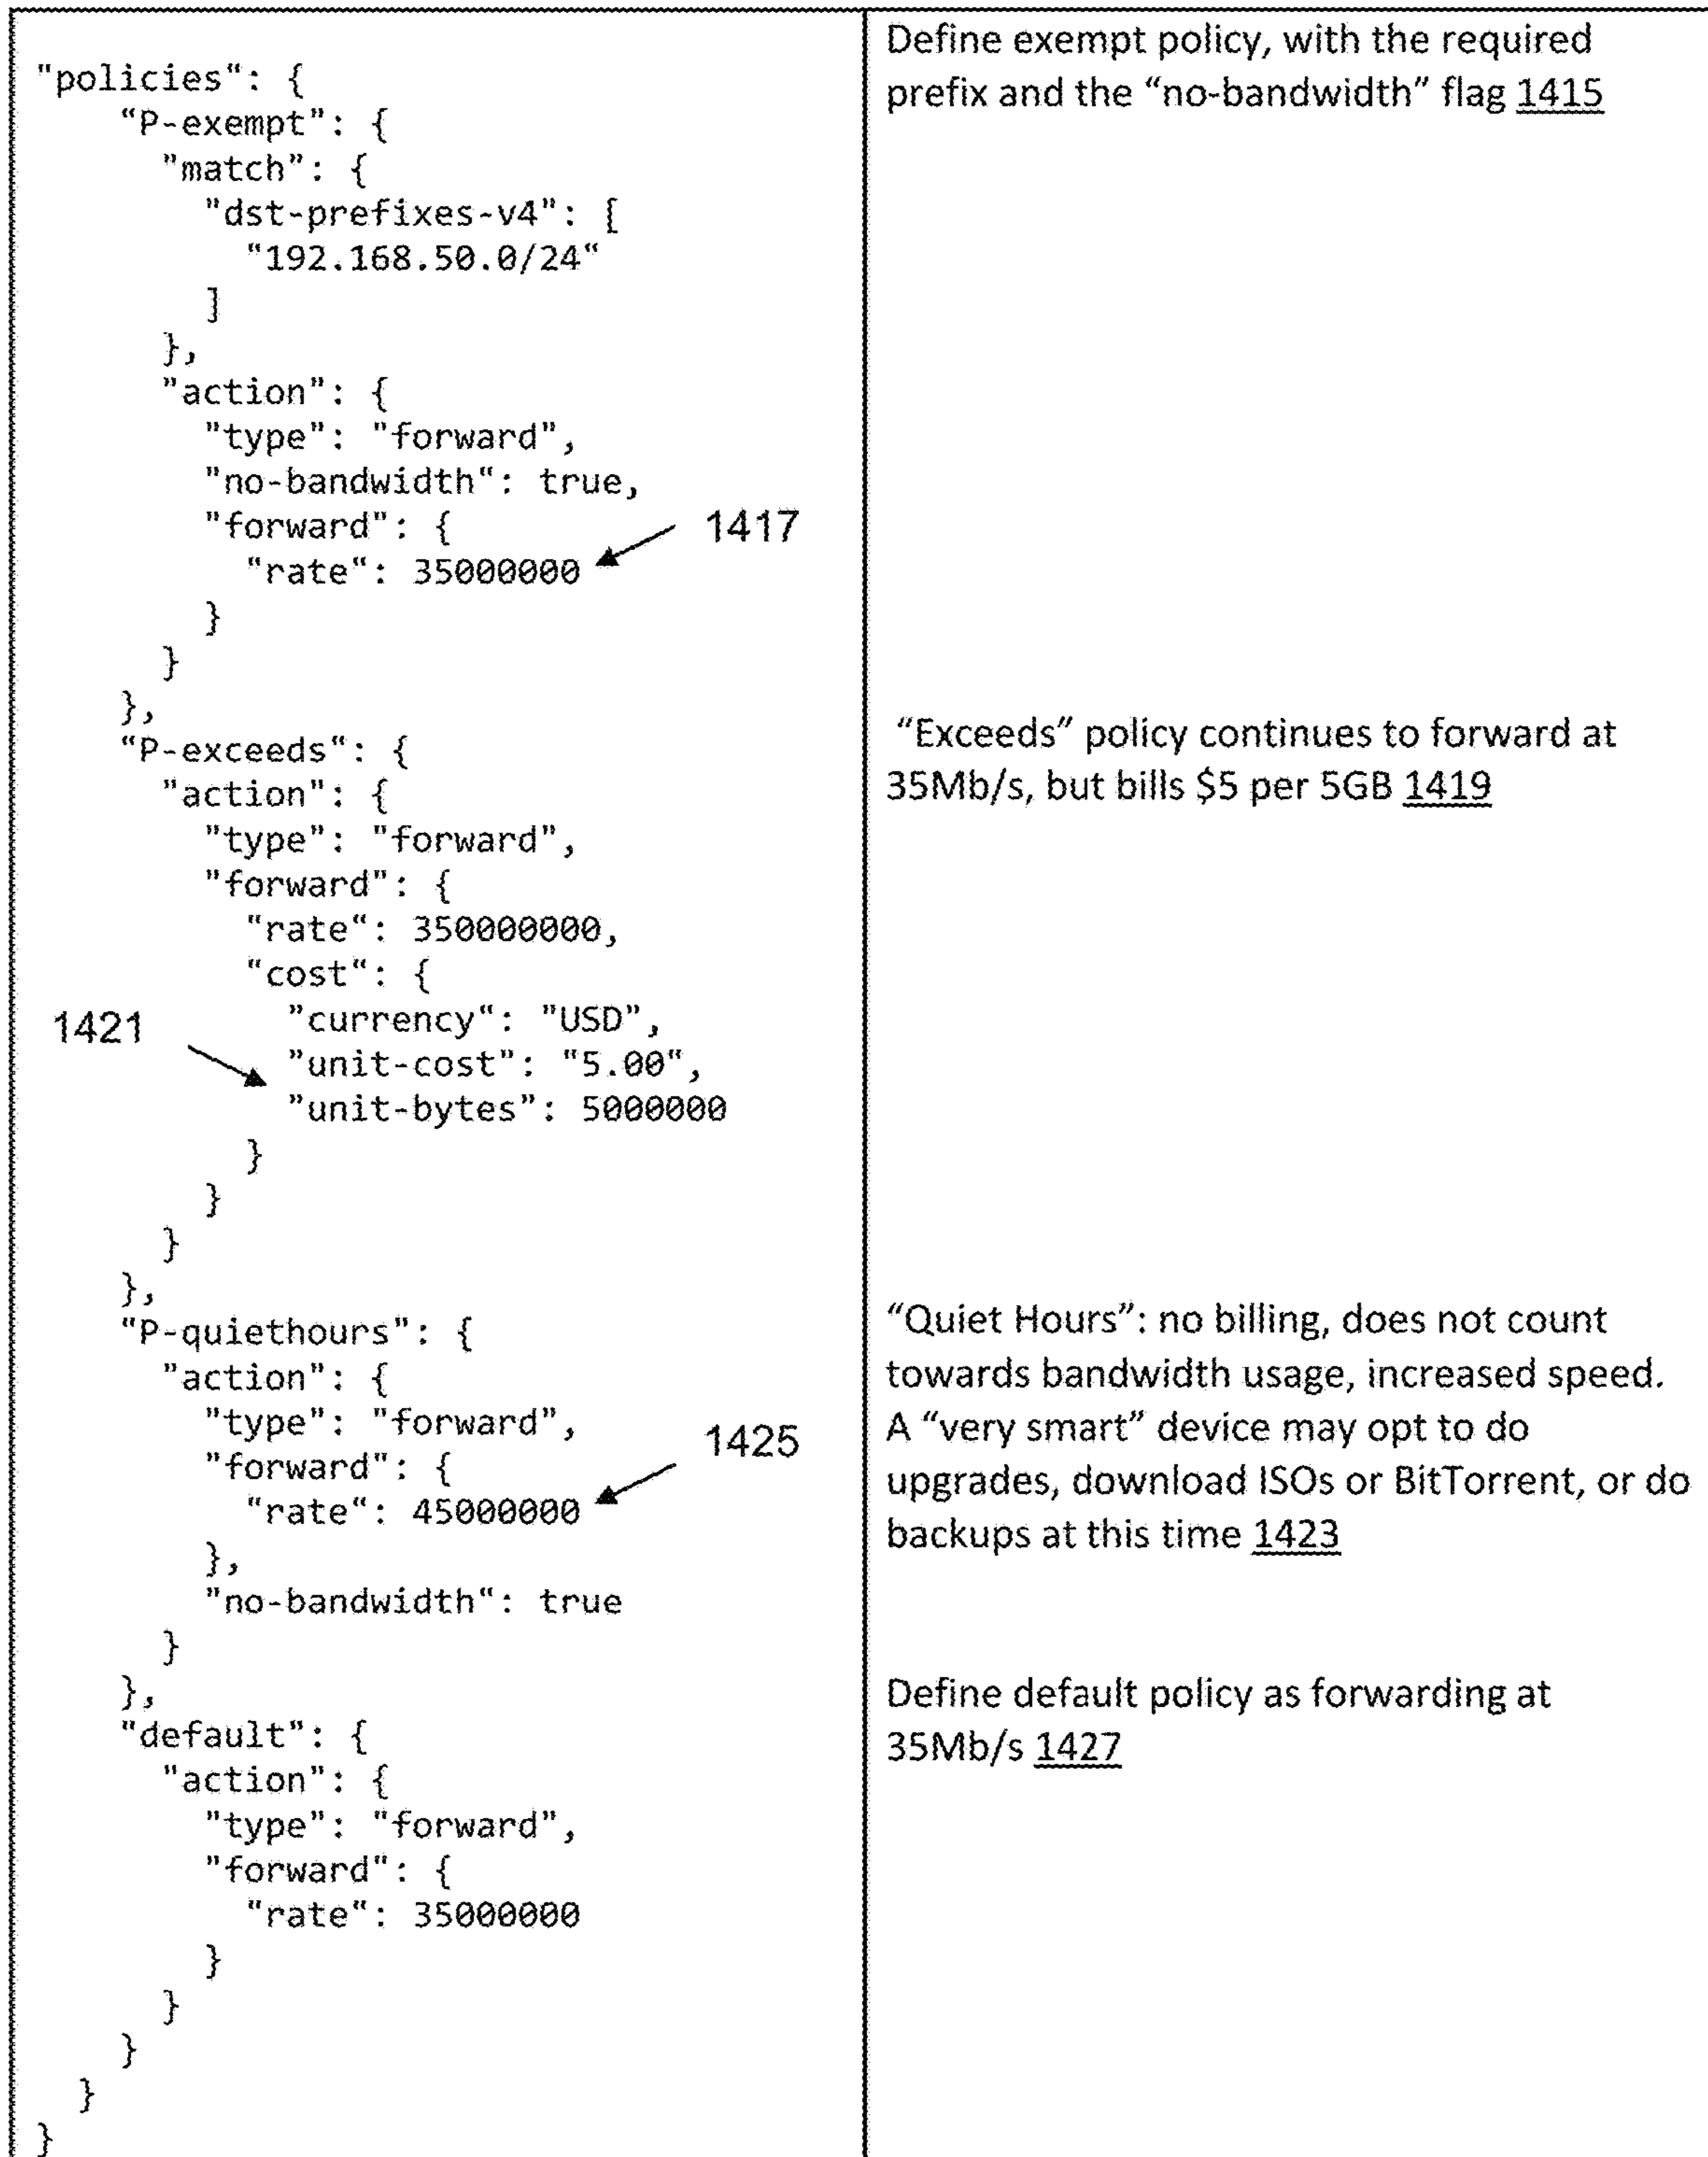 "policies": {
"P-exempt": {
"match": {
"dst-prefixes-v4": [
"192.168.50.0/24"
]
},
"action": {
"type": "forward",
"no-bandwidth": true,
"forward": {
"rate": 35000000
}
}
},
"P-exceeds": {
"action": {
"type": "forward",
"forward": {
"rate": 350000000,
"cost": {
"currency": "USD",
"unit-cost": "5.00",
"unit-bytes": 5000000
}
}
}
},
"P-quiethours": {
"action": {
"type": "forward",
"forward": {
"rate": 45000000
},
"no-bandwidth": true
}
},
"default": {
"action": {
"type": "forward",
"forward": {
"rate": 35000000
}
}
}
}
}
1417
1421
1425
Define exempt policy, with the required
prefix and the “no-bandwidth” flag 1415
“Exceeds” policy continues to forward at
35Mb/s, but bills $5 per 5GB 1419
“Quiet Hours”: no billing, does not count
towards bandwidth usage, increased speed.
A “very smart” device may opt to do
upgrades, download ISOs or BitTorrent, or do
backups at this time 1423
Define default policy as forwarding at
35Mb/s 1427